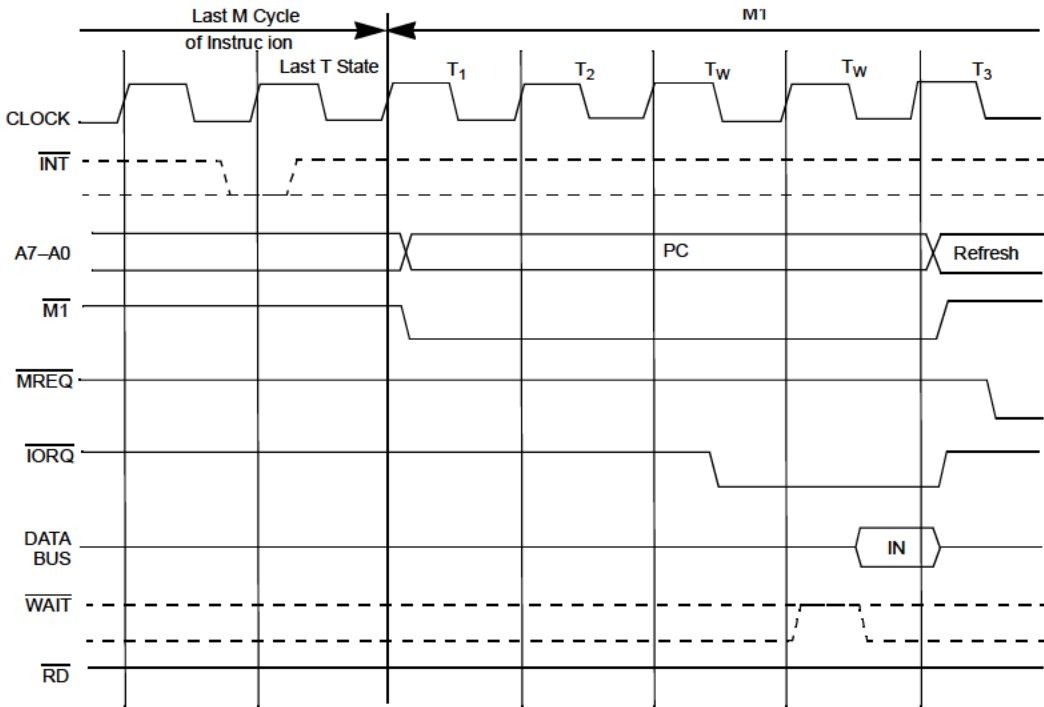 Last M Cycle
of Instruc ion
M1
Last T State
T1
T2
TW
TW
T3
CLOCK
INT
A7–A0
PC
Refresh
M1
MREQ
IORQ
DATA
BUS
IN
WAIT
RD